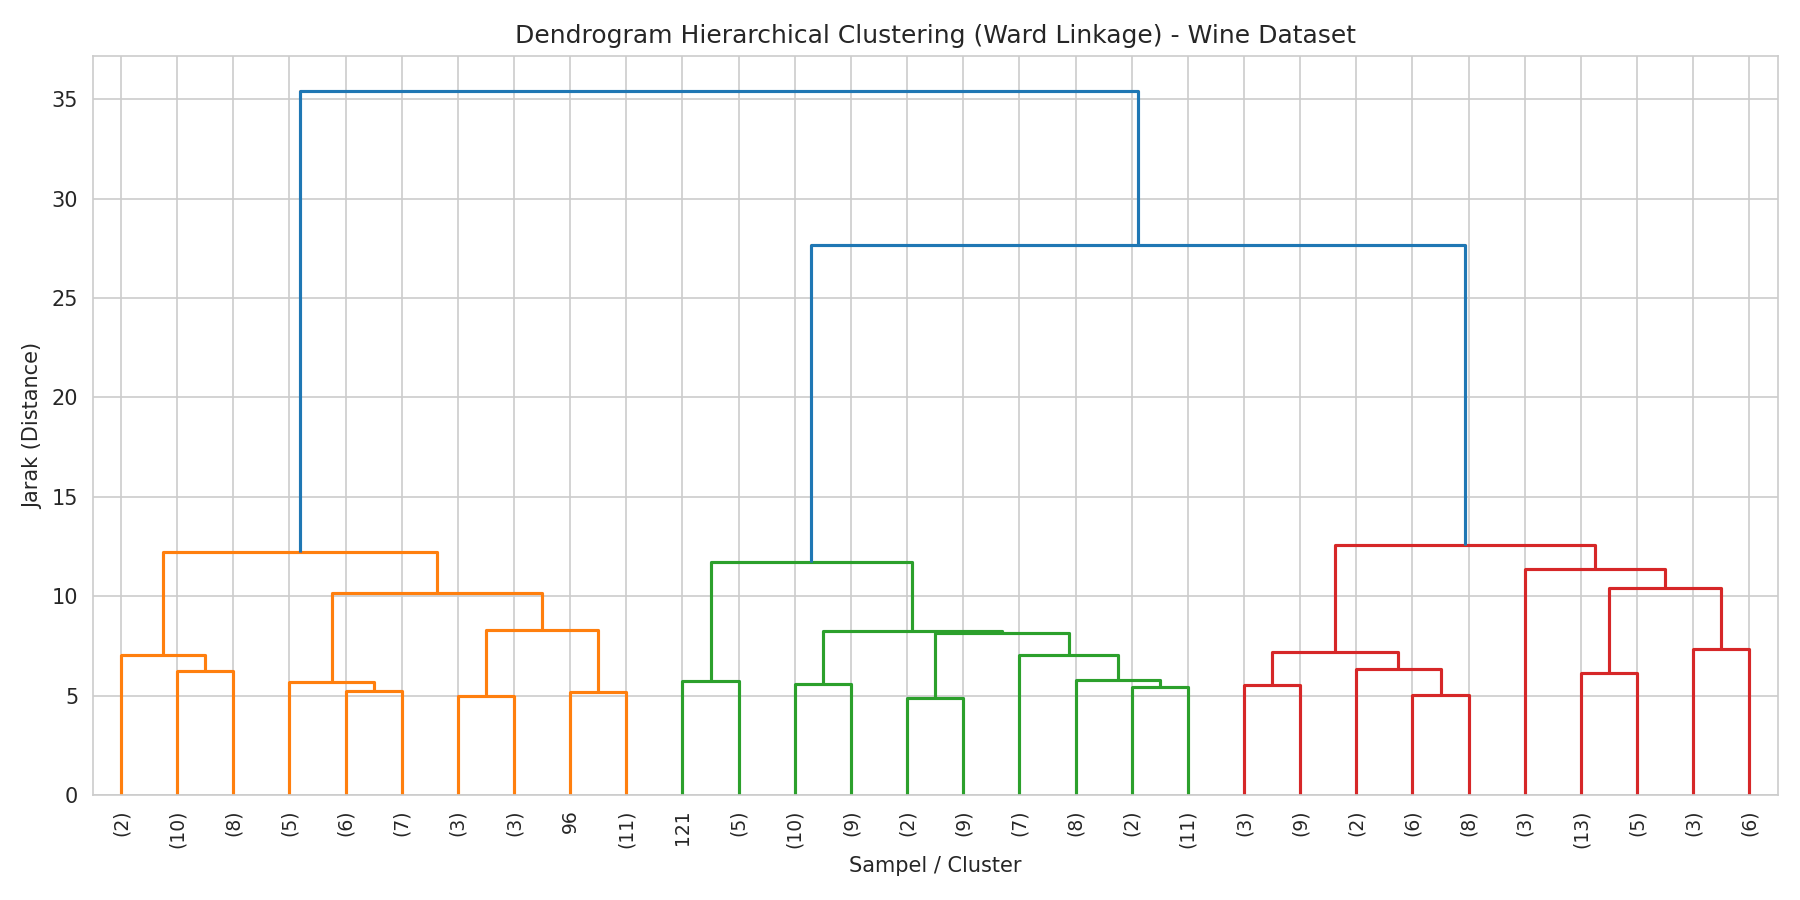 Dendrogram Hierarchical Clustering (Ward Linkage) - Wine Dataset
Jarak (Distance)
35
30
25
20
15
10
5
0
(2) (10) (8) (5) (6) (7) (3) (3) 96 (11) 121 (5) (10) (9) (2) (9) (7) (8) (2) (11) (3) (9) (2) (6) (8) (3) (13) (5) (3) (6)
Sampel / Cluster